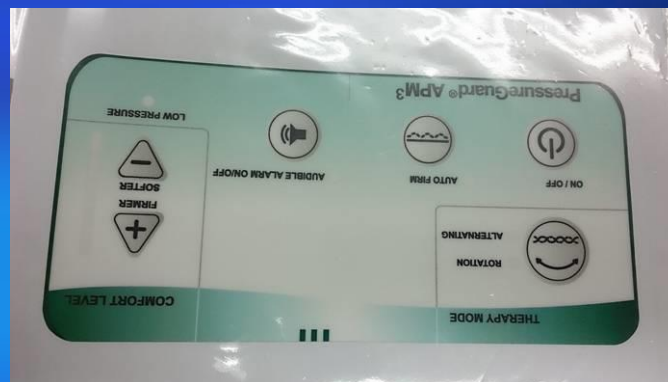 THERAPY MODE
COMFORT LEVEL
ROTATION
ALTERNATING
FIRMER
SOFTER
ON / OFF
AUTO FIRM
AUDIBLE ALARM ON/OFF
LOW PRESSURE
PressureGuard® APM³